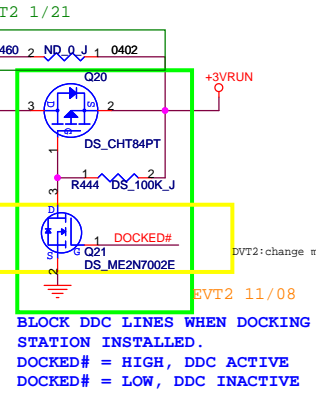 T2 1/21
460 2 ND_0_J 1 0402
Q20
+3VRUN
3 D S 2
G
DS_CHT84PT
1
1 2
R444 DS_100K_J
3
D
1 DOCKED#
S G Q21
DS_ME2N7002E
2
DVT2:change m
EVT2 11/08
BLOCK DDC LINES WHEN DOCKING
STATION INSTALLED.
DOCKED# = HIGH, DDC ACTIVE
DOCKED# = LOW, DDC INACTIVE